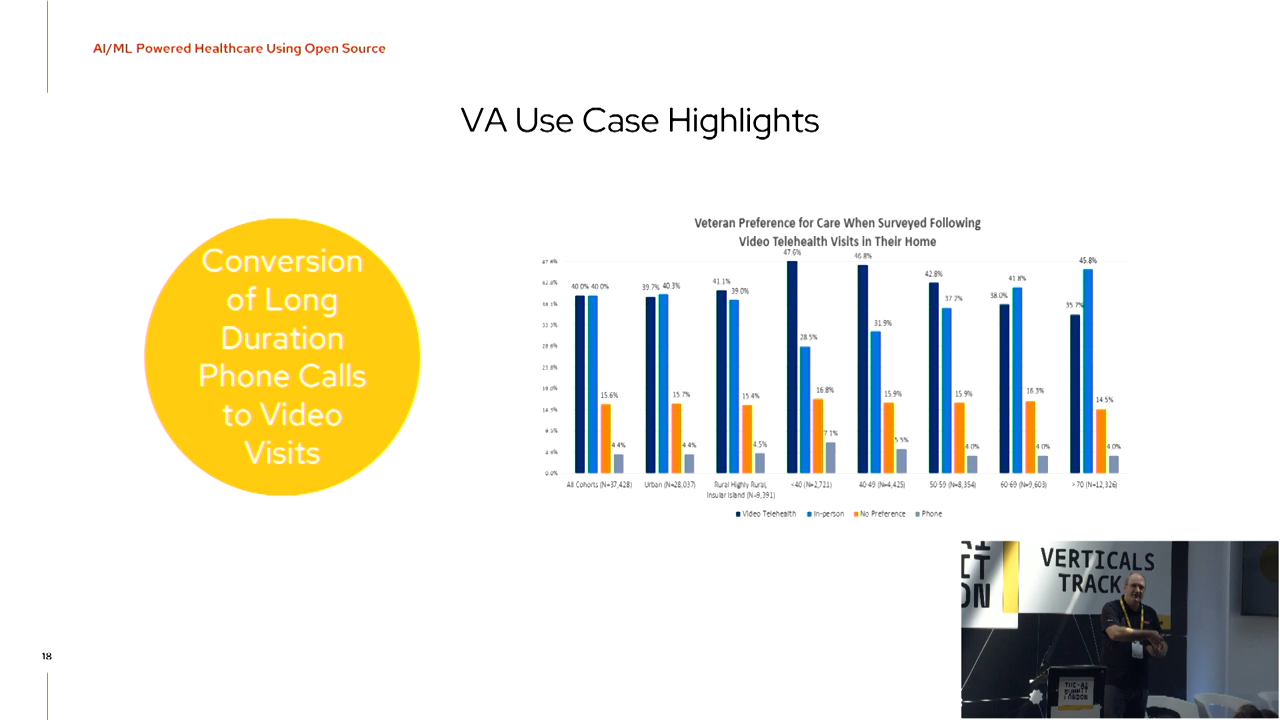 AI/ML Powered Healthcare Using Open Source
VA Use Case Highlights
Conversion
of Long
Duration
Phone Calls
to Video
Visits
Veteran Preference for Care When Surveyed Following
Video Telehealth Visits in Their Home
47.6%
40.0% 40.0% 15.6% 4.4%
39.7% 40.3% 15.7% 4.4%
41.1% 39.0% 15.4% 4.5%
47.6% 28.5% 16.8% 7.1%
46.8% 31.9% 15.9% 5.5%
42.8% 37.2% 15.9% 4.0%
38.0% 41.8% 16.3% 4.0%
35.7% 45.8% 14.5% 4.0%
0.0%
All Cohorts (N=37,428)
Urban (N=28,037)
Rural Highly Rural,
Insular Island (N=9,391)
<40 (N=2,721)
40-49 (N=4,425)
50-59 (N=8,354)
60-69 (N=9,603)
>70 (N=12,326)
Video Telehealth In-person No Preference Phone
VERTICALS
TRACK
18